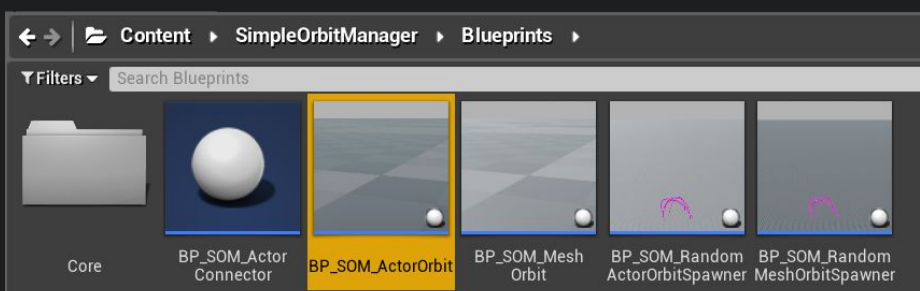 Content SimpleOrbitManager Blueprints
Filters Search Blueprints
Core
BP_SOM_Actor
Connector
BP_SOM_ActorOrbit
BP_SOM_Mesh
Orbit
BP_SOM_Random
ActorOrbitSpawner
BP_SOM_Random
MeshOrbitSpawner